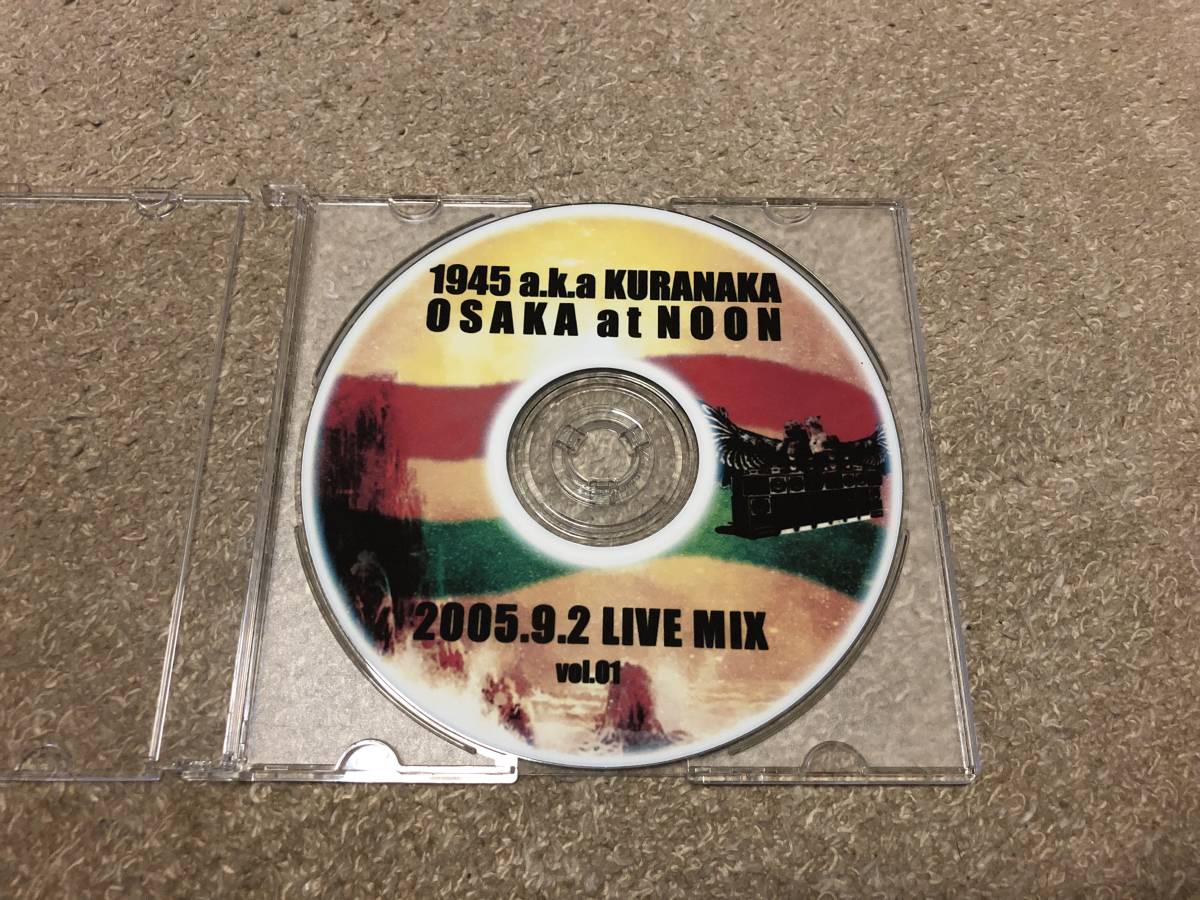 1945 a.k.a KURANAKA
OSAKA at NOON
2005.9.2 LIVE MIX
vol.01